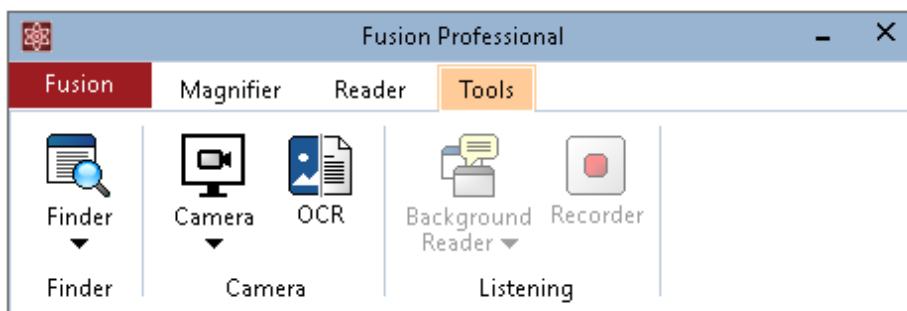 Fusion Professional
Fusion Magnifier Reader Tools
Finder Camera OCR Background Reader Recorder
Finder Camera Listening